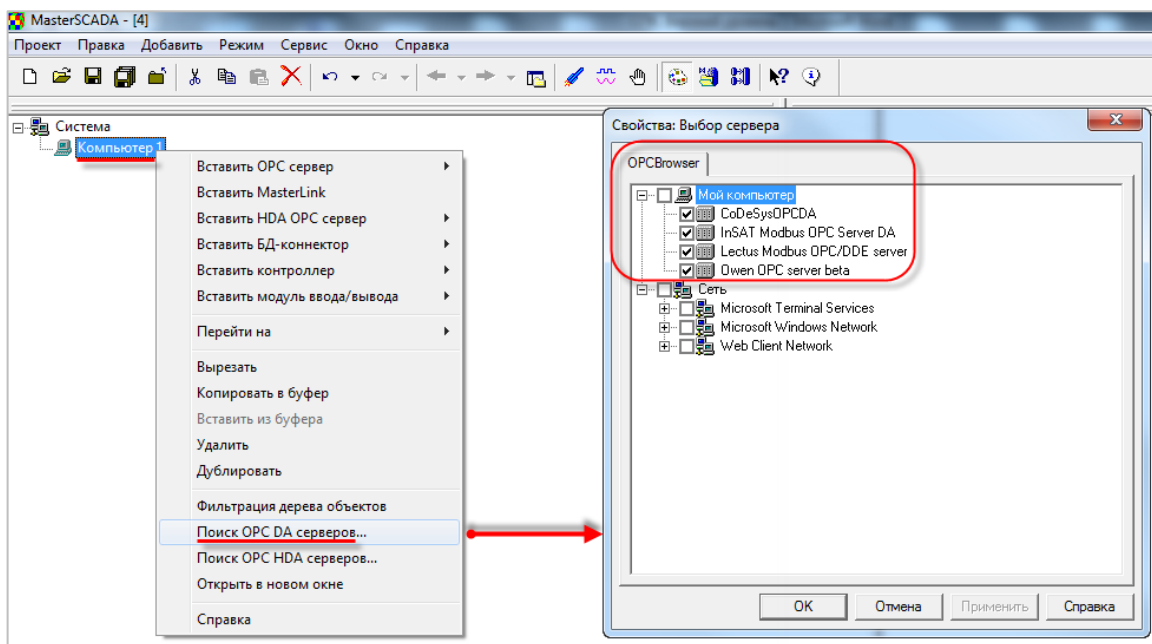 MasterSCADA - [4]
Проект Правка Добавить Режим Сервис Окно Справка
Система
Компьютер 1
Вставить OPC сервер
Вставить MasterLink
Вставить HDA OPC сервер
Вставить БД-коннектор
Вставить контроллер
Вставить модуль ввода/вывода
Перейти на
Вырезать
Копировать в буфер
Вставить из буфера
Удалить
Дублировать
Фильтрация дерева объектов
Поиск OPC DA серверов...
Поиск OPC HDA серверов...
Открыть в новом окне
Справка
Свойства: Выбор сервера
OPCBrowser
Мой компьютер
CoDeSysOPCDA
InSAT Modbus OPC Server DA
Lectus Modbus OPC/DDE server
Owen OPC server beta
Сеть
Microsoft Terminal Services
Microsoft Windows Network
Web Client Network
OK Отмена Применить Справка